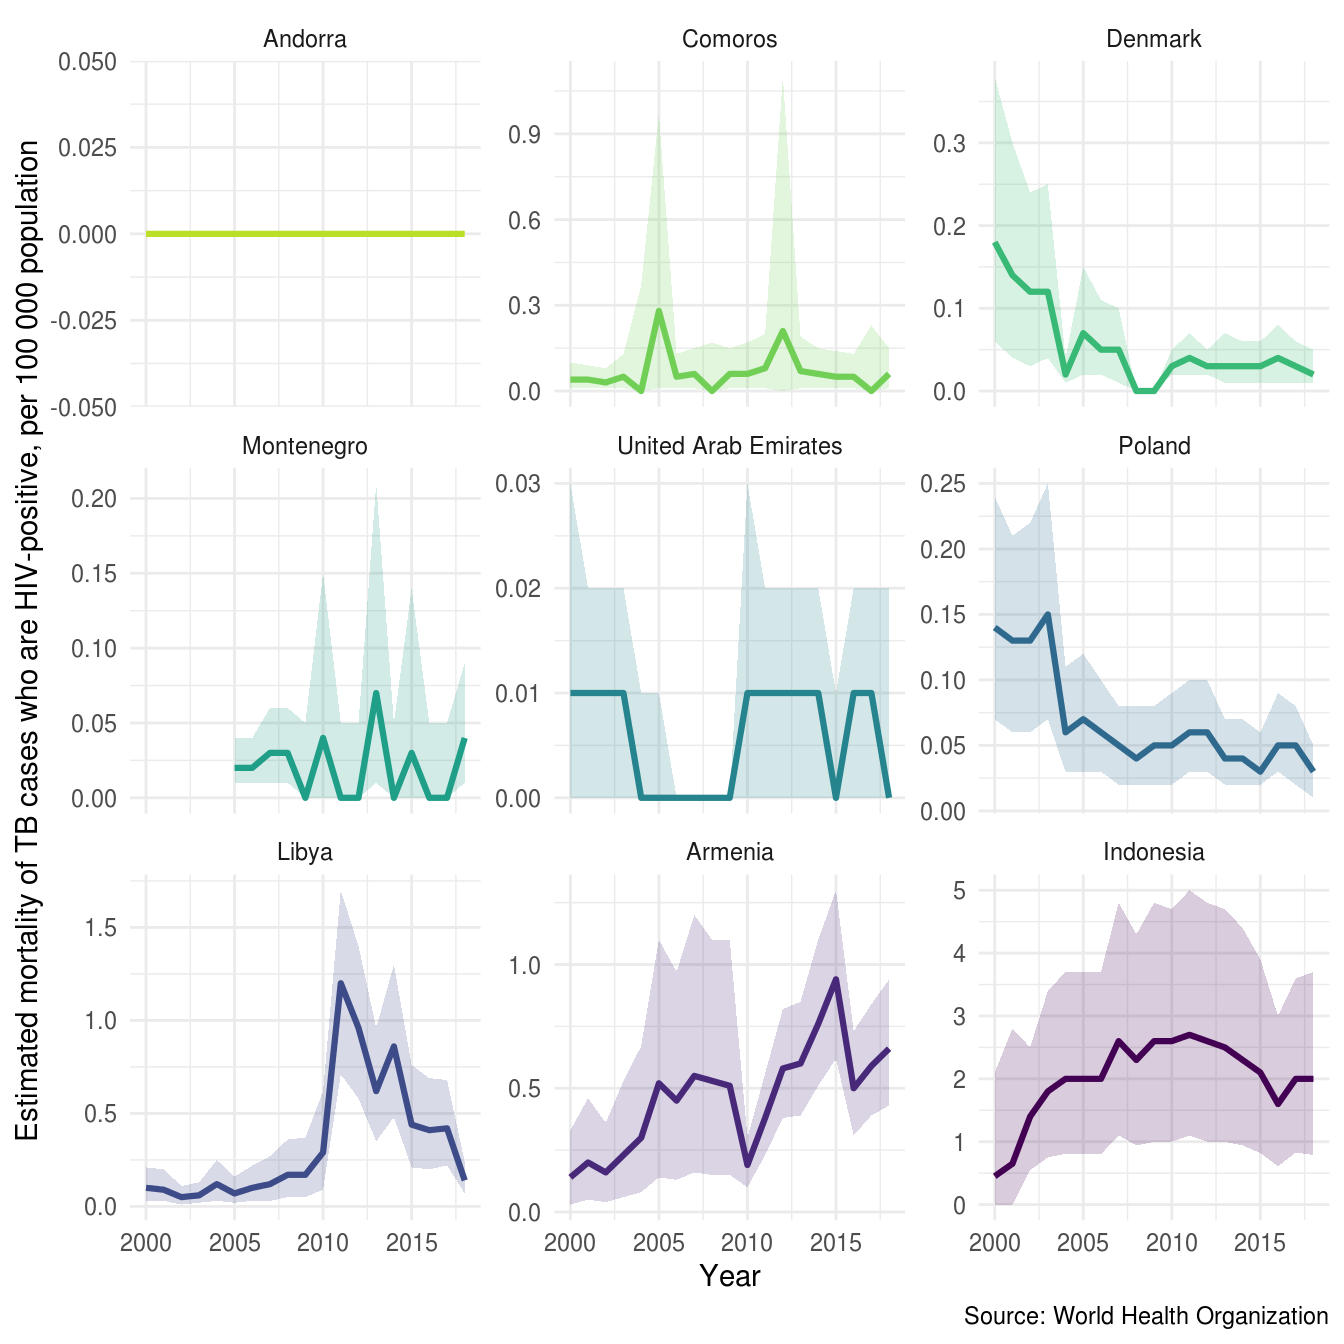 Estimated mortality of TB cases who are HIV-positive, per 100 000 population
Andorra
0.050
0.025
0.000
-0.025
-0.050
Comoros
0.9
0.6
0.3
0.0
Denmark
0.3
0.2
0.1
0.0
Montenegro
0.20
0.15
0.10
0.05
0.00
United Arab Emirates
0.03
0.02
0.01
0.00
Poland
0.25
0.20
0.15
0.10
0.05
0.00
Libya
1.5
1.0
0.5
0.0
2000 2005 2010 2015
Armenia
1.0
0.5
0.0
2000 2005 2010 2015
Indonesia
5
4
3
2
1
0
2000 2005 2010 2015
Year
Source: World Health Organization